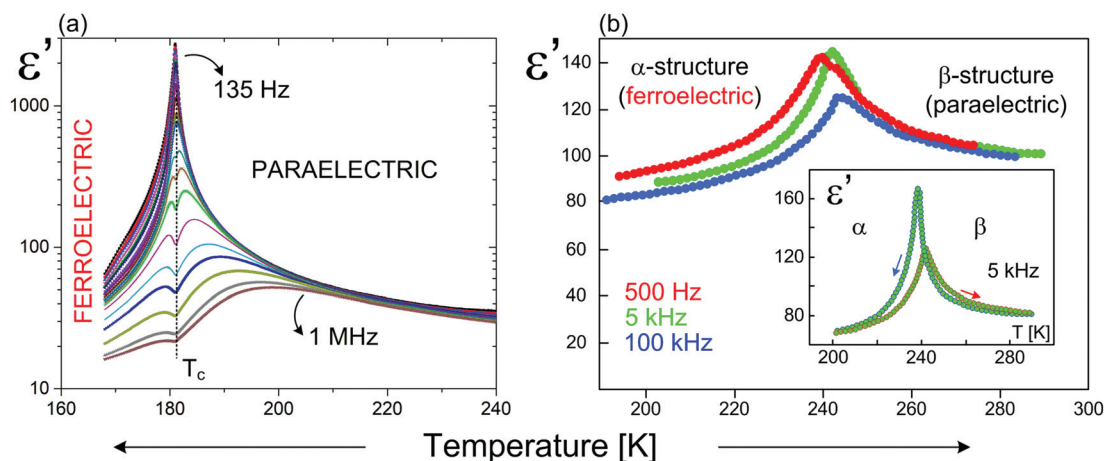 (a)
ε'
1000
100
10
FERROELECTRIC
135 Hz
PARAELECTRIC
1 MHz
Tc
160 180 200 220 240
(b)
ε'
140
120
100
80
60
40
20
α-structure
(ferroelectric)
β-structure
(paraelectric)
500 Hz
5 kHz
100 kHz
ε'
160
120
80
α
β
5 kHz
T [K]
200 240 280
200 220 240 260 280 300
Temperature [K]